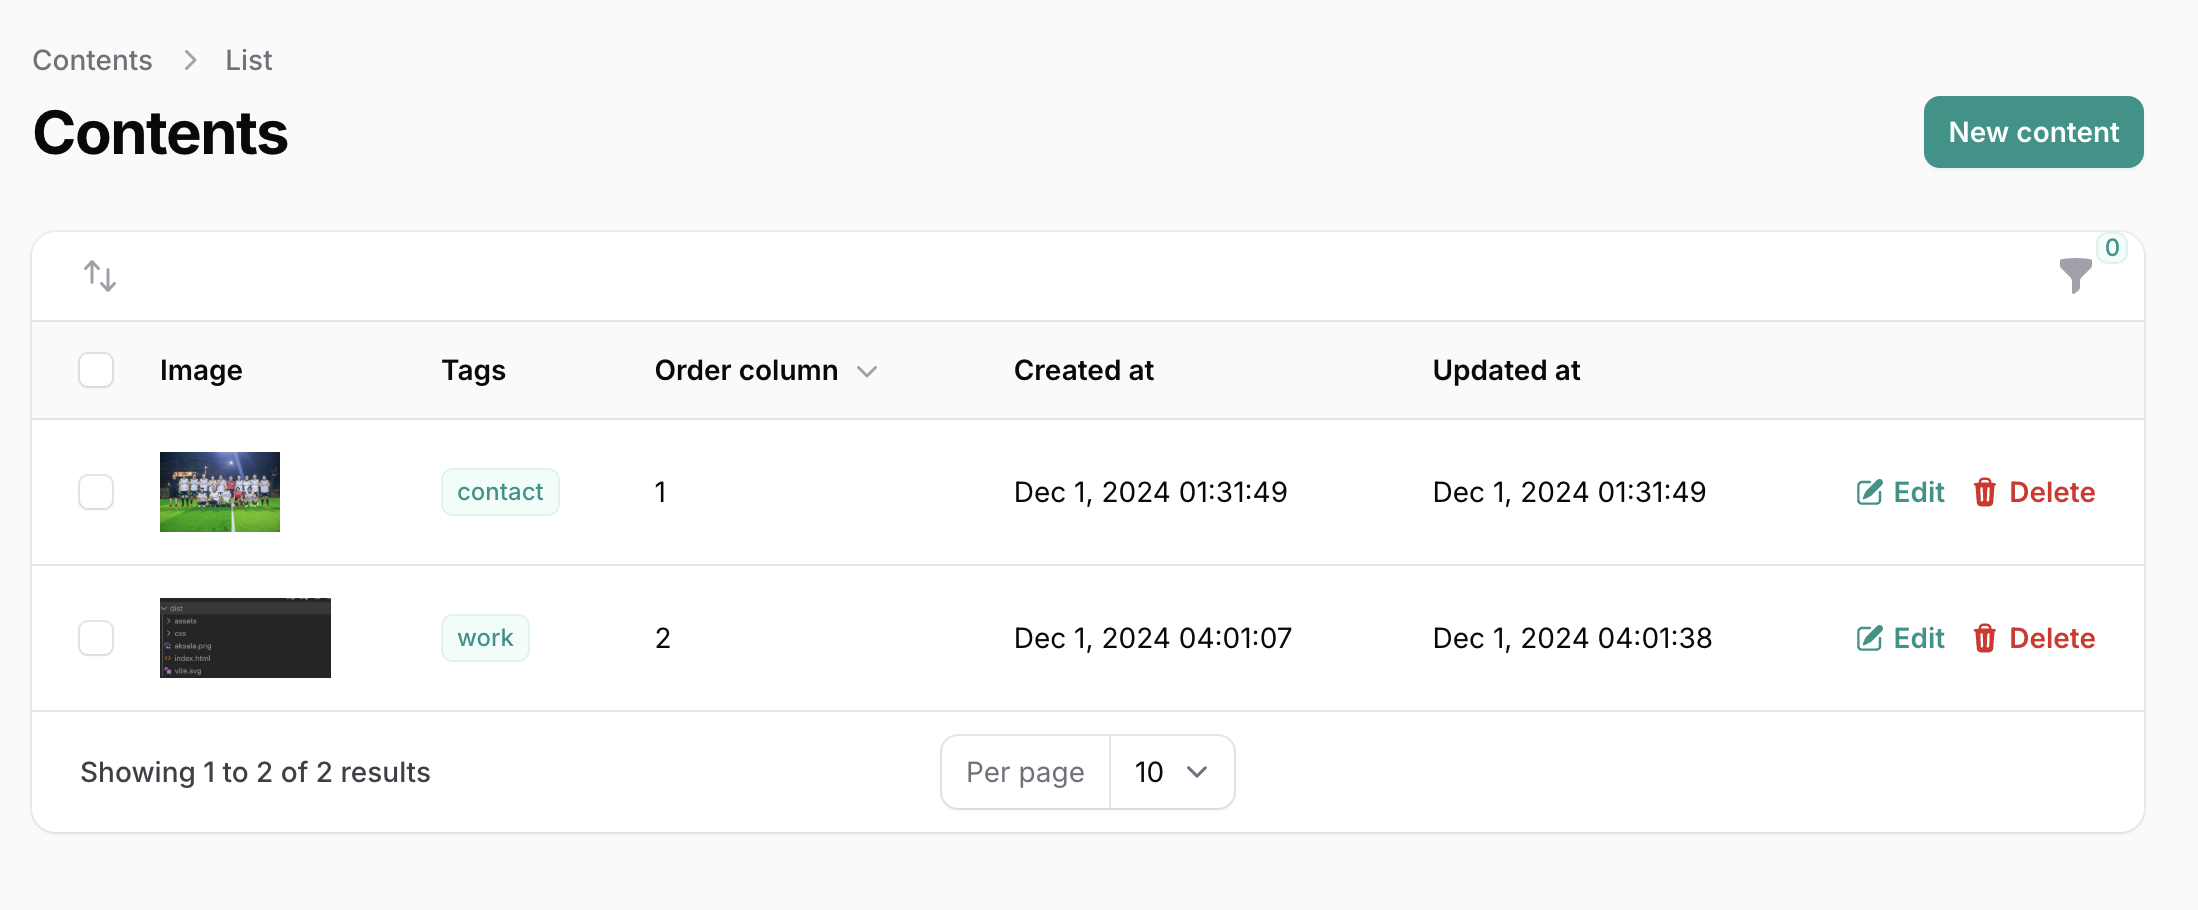 Contents > List
Contents
New content
0
Image Tags Order column Created at Updated at
contact 1 Dec 1, 2024 01:31:49 Dec 1, 2024 01:31:49 Edit Delete
dist
assets
css
aksala.png
index.html
vite.svg
work 2 Dec 1, 2024 04:01:07 Dec 1, 2024 04:01:38 Edit Delete
Showing 1 to 2 of 2 results Per page 10